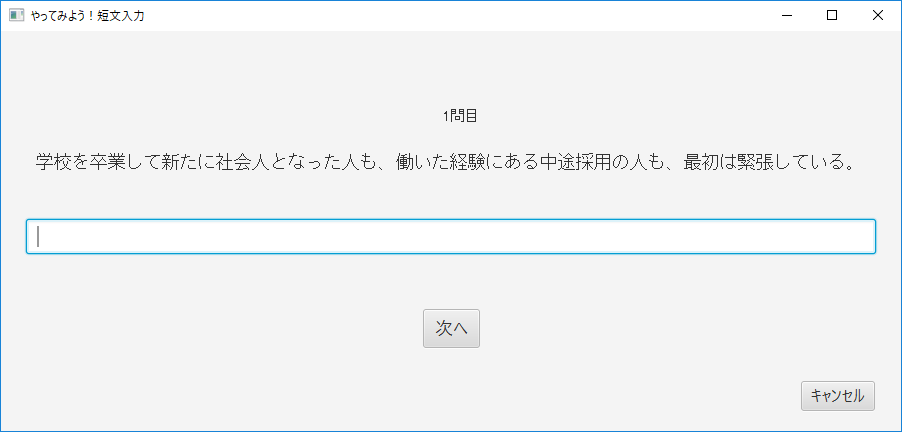 やってみよう！短文入力
1問目
学校を卒業して新たに社会人となった人も、働いた経験にある中途採用の人も、最初は緊張している。
次へ
キャンセル